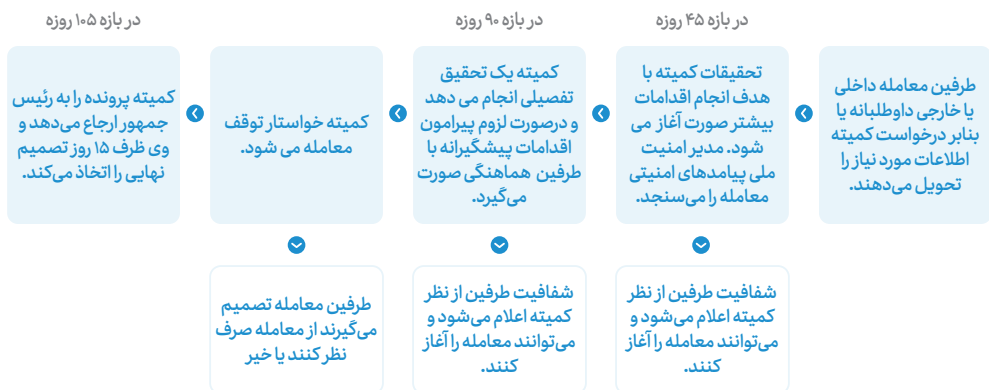 در بازه ۴۵ روزه
در بازه ۹۰ روزه
در بازه ۱۰۵ روزه
طرفین معامله داخلی
یا خارجی داوطلبانه یا
بنابر درخواست کمیته
اطلاعات مورد نیاز را
تحویل می‌دهند.
تحقیقات کمیته با
هدف انجام اقدامات
بیشتر صورت آغاز می
شود. مدیر امنیت
ملی پیامدهای امنیتی
معامله را می‌سنجد.
کمیته یک تحقیق
تفصیلی انجام می دهد
و درصورت لزوم پیرامون
اقدامات پیشگیرانه با
طرفین هماهنگی صورت
می‌گیرد.
کمیته خواستار توقف
معامله می شود.
کمیته پرونده را به رئیس
جمهور ارجاع می‌دهد و
وی ظرف ۱۵ روز تصمیم
نهایی را اتخاذ می‌کند.
شفافیت طرفین از نظر
کمیته اعلام می‌شود و
می‌توانند معامله را آغاز
کنند.
شفافیت طرفین از نظر
کمیته اعلام می‌شود و
می‌توانند معامله را آغاز
کنند.
طرفین معامله تصمیم
می‌گیرند از معامله صرف
نظر کنند یا خیر